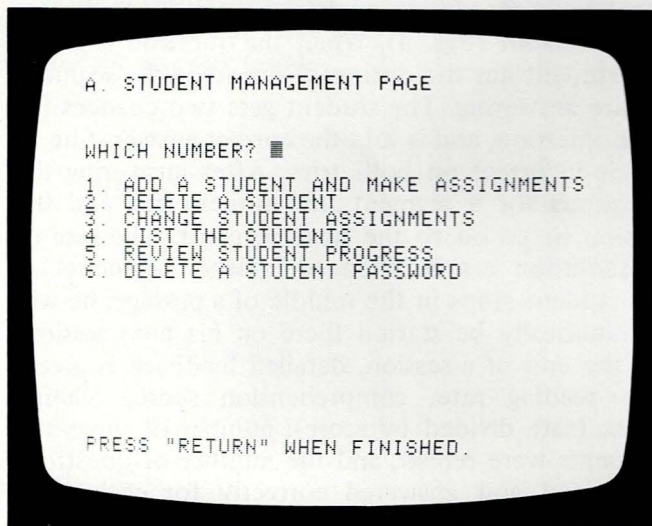 A. STUDENT MANAGEMENT PAGE
WHICH NUMBER?
1. ADD A STUDENT AND MAKE ASSIGNMENTS
2. DELETE A STUDENT
3. CHANGE STUDENT ASSIGNMENTS
4. LIST THE STUDENTS
5. REVIEW STUDENT PROGRESS
6. DELETE A STUDENT PASSWORD
PRESS "RETURN" WHEN FINISHED.